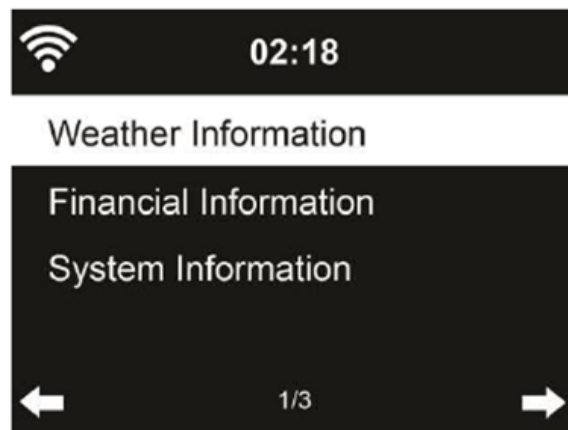 02:18
Weather Information
Financial Information
System Information
1/3